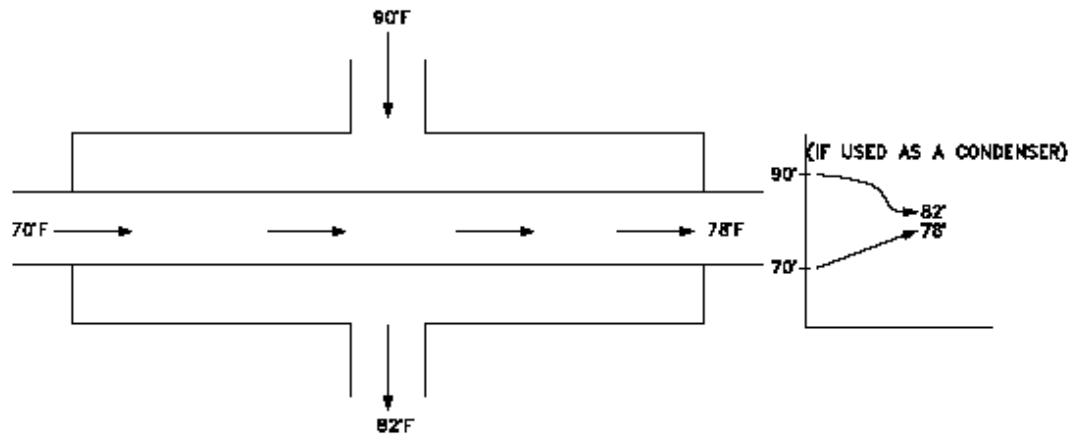 90°F
(IF USED AS A CONDENSER)
90°
82°
70°F
78°F
78°
70°
82°F